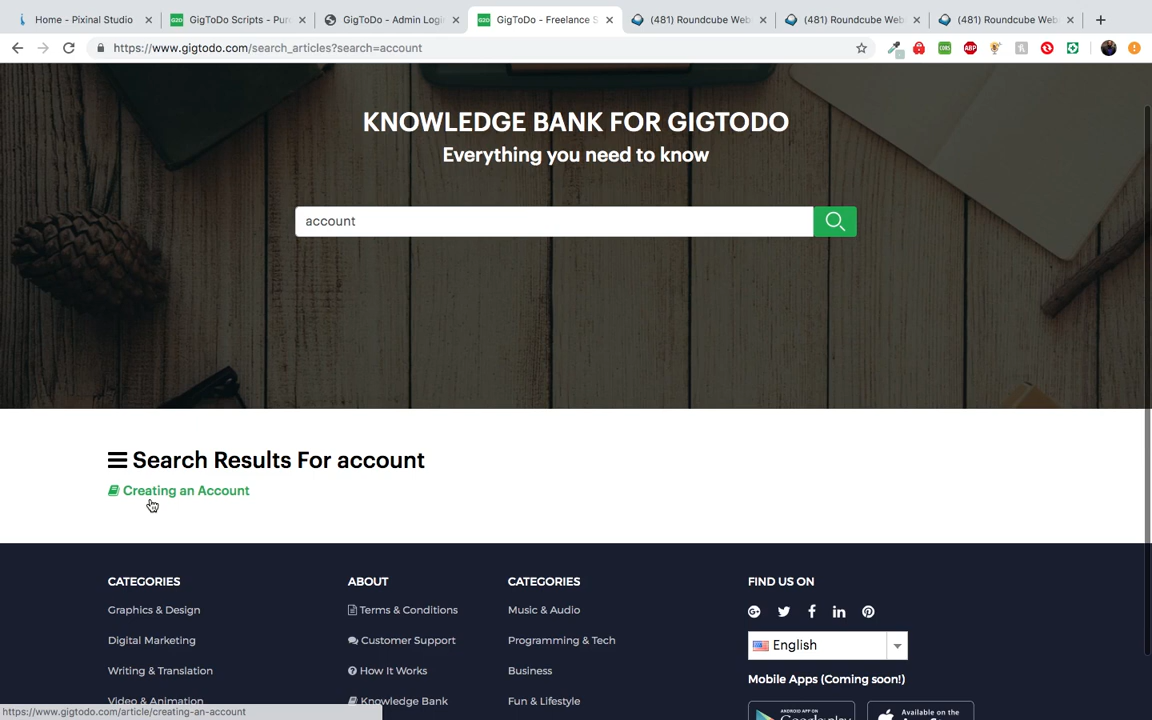 Home - Pixinal Studio
GigToDo Scripts - Pur
GigToDo - Admin Login
GigToDo - Freelance S
(481) Roundcube Web
(481) Roundcube Web
(481) Roundcube Web
https://www.gigtodo.com/search_articles?search=account
KNOWLEDGE BANK FOR GIGTODO
Everything you need to know
account
Search Results For account
Creating an Account
CATEGORIES
Graphics & Design
Digital Marketing
Writing & Translation
Video & Animation
ABOUT
Terms & Conditions
Customer Support
How It Works
Knowledge Bank
CATEGORIES
Music & Audio
Programming & Tech
Business
Fun & Lifestyle
FIND US ON
English
Mobile Apps (Coming soon!)
Available on the
https://www.gigtodo.com/article/creating-an-account